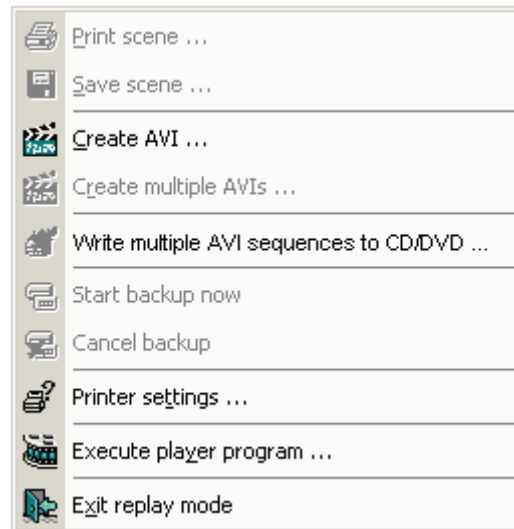 Print scene ...
Save scene ...
Create AVI ...
Create multiple AVIs ...
Write multiple AVI sequences to CD/DVD ...
Start backup now
Cancel backup
Printer settings ...
Execute player program ...
Exit replay mode